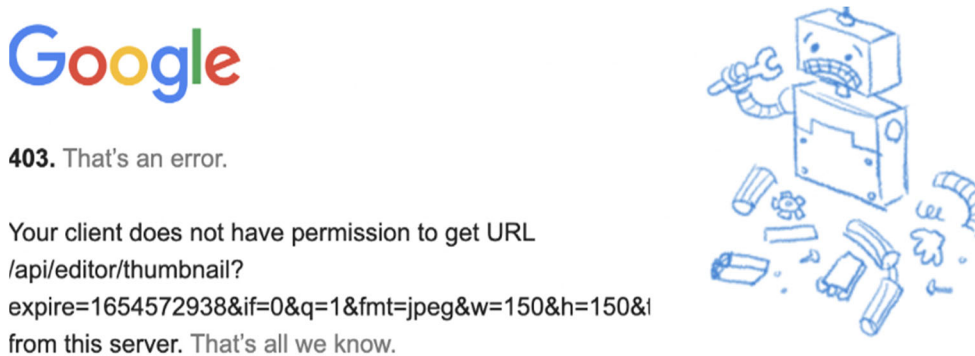 Google
403. That's an error.
Your client does not have permission to get URL
/api/editor/thumbnail?
expire=1654572938&if=0&q=1&fmt=jpeg&w=150&h=150&
from this server. That's all we know.